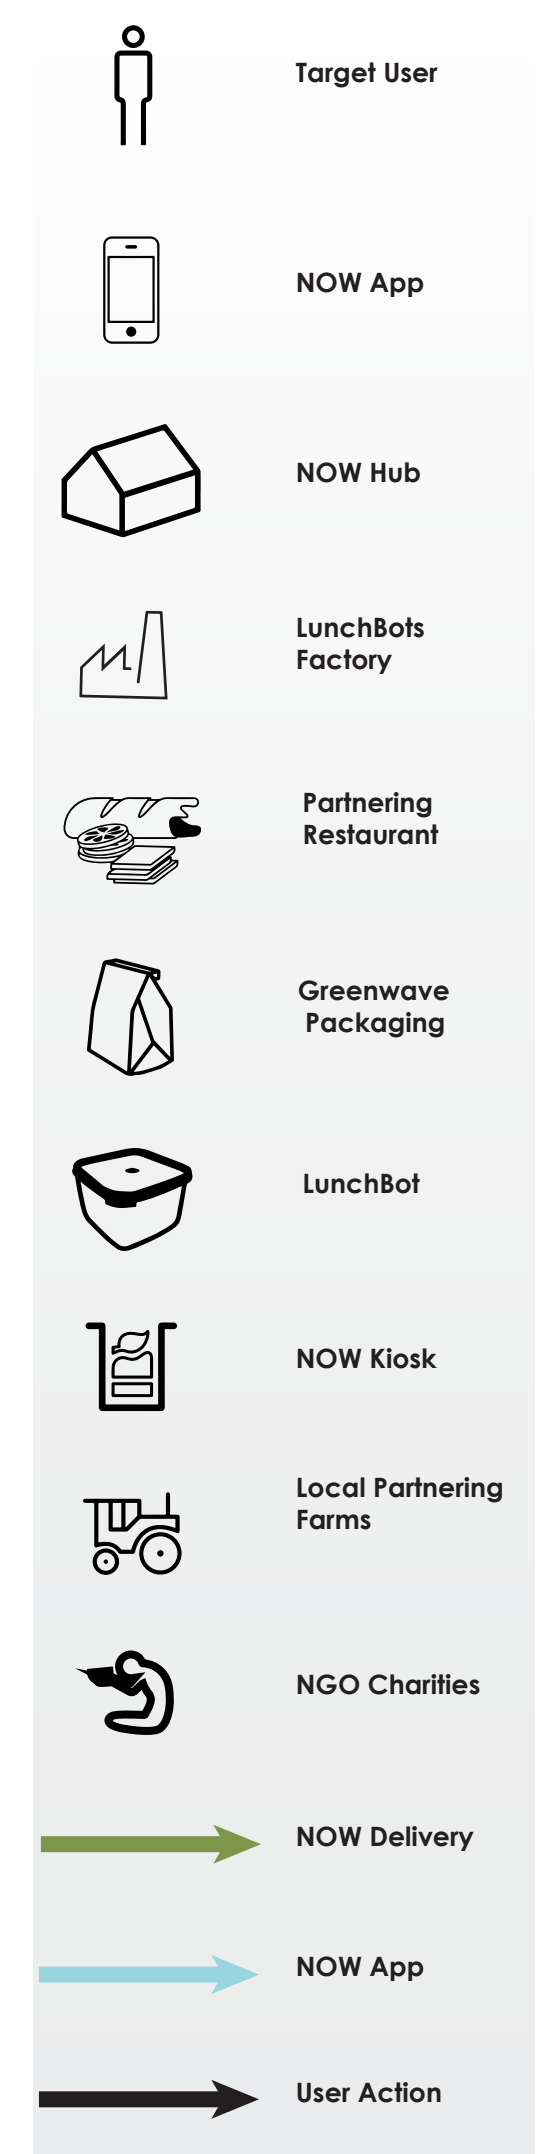 Target User
NOW App
NOW Hub
LunchBots
Factory
Partnering
Restaurant
Greenwave
Packaging
LunchBot
NOW Kiosk
Local Partnering
Farms
NGO Charities
NOW Delivery
NOW App
User Action